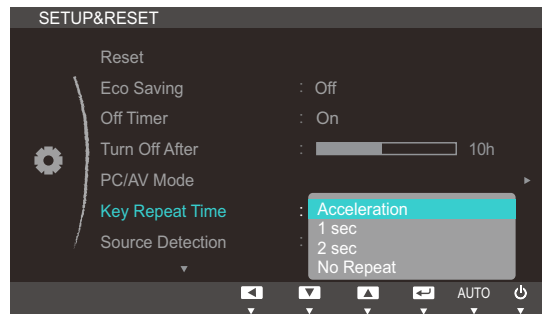 SETUP&RESET
Reset
Eco Saving : Off
Off Timer : On
Turn Off After : 10h
PC/AV Mode
Key Repeat Time : Acceleration
1 sec
Source Detection :
2 sec
No Repeat
AUTO